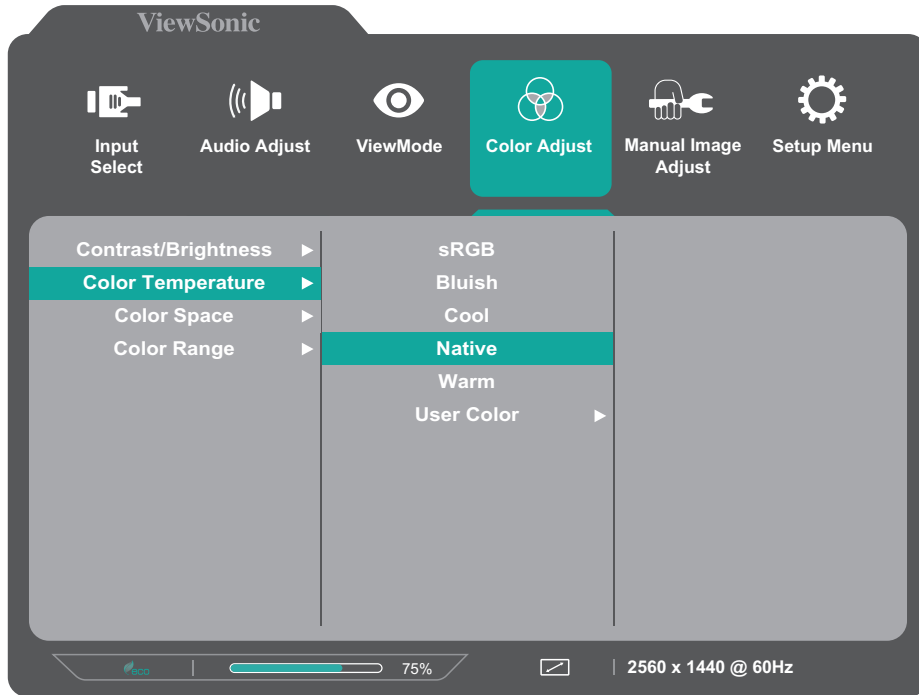 ViewSonic
Input
Select
Audio Adjust
ViewMode
Color Adjust
Manual Image
Adjust
Setup Menu
Contrast/Brightness
Color Temperature
Color Space
Color Range
sRGB
Bluish
Cool
Native
Warm
User Color
eco
75%
2560 x 1440 @ 60Hz